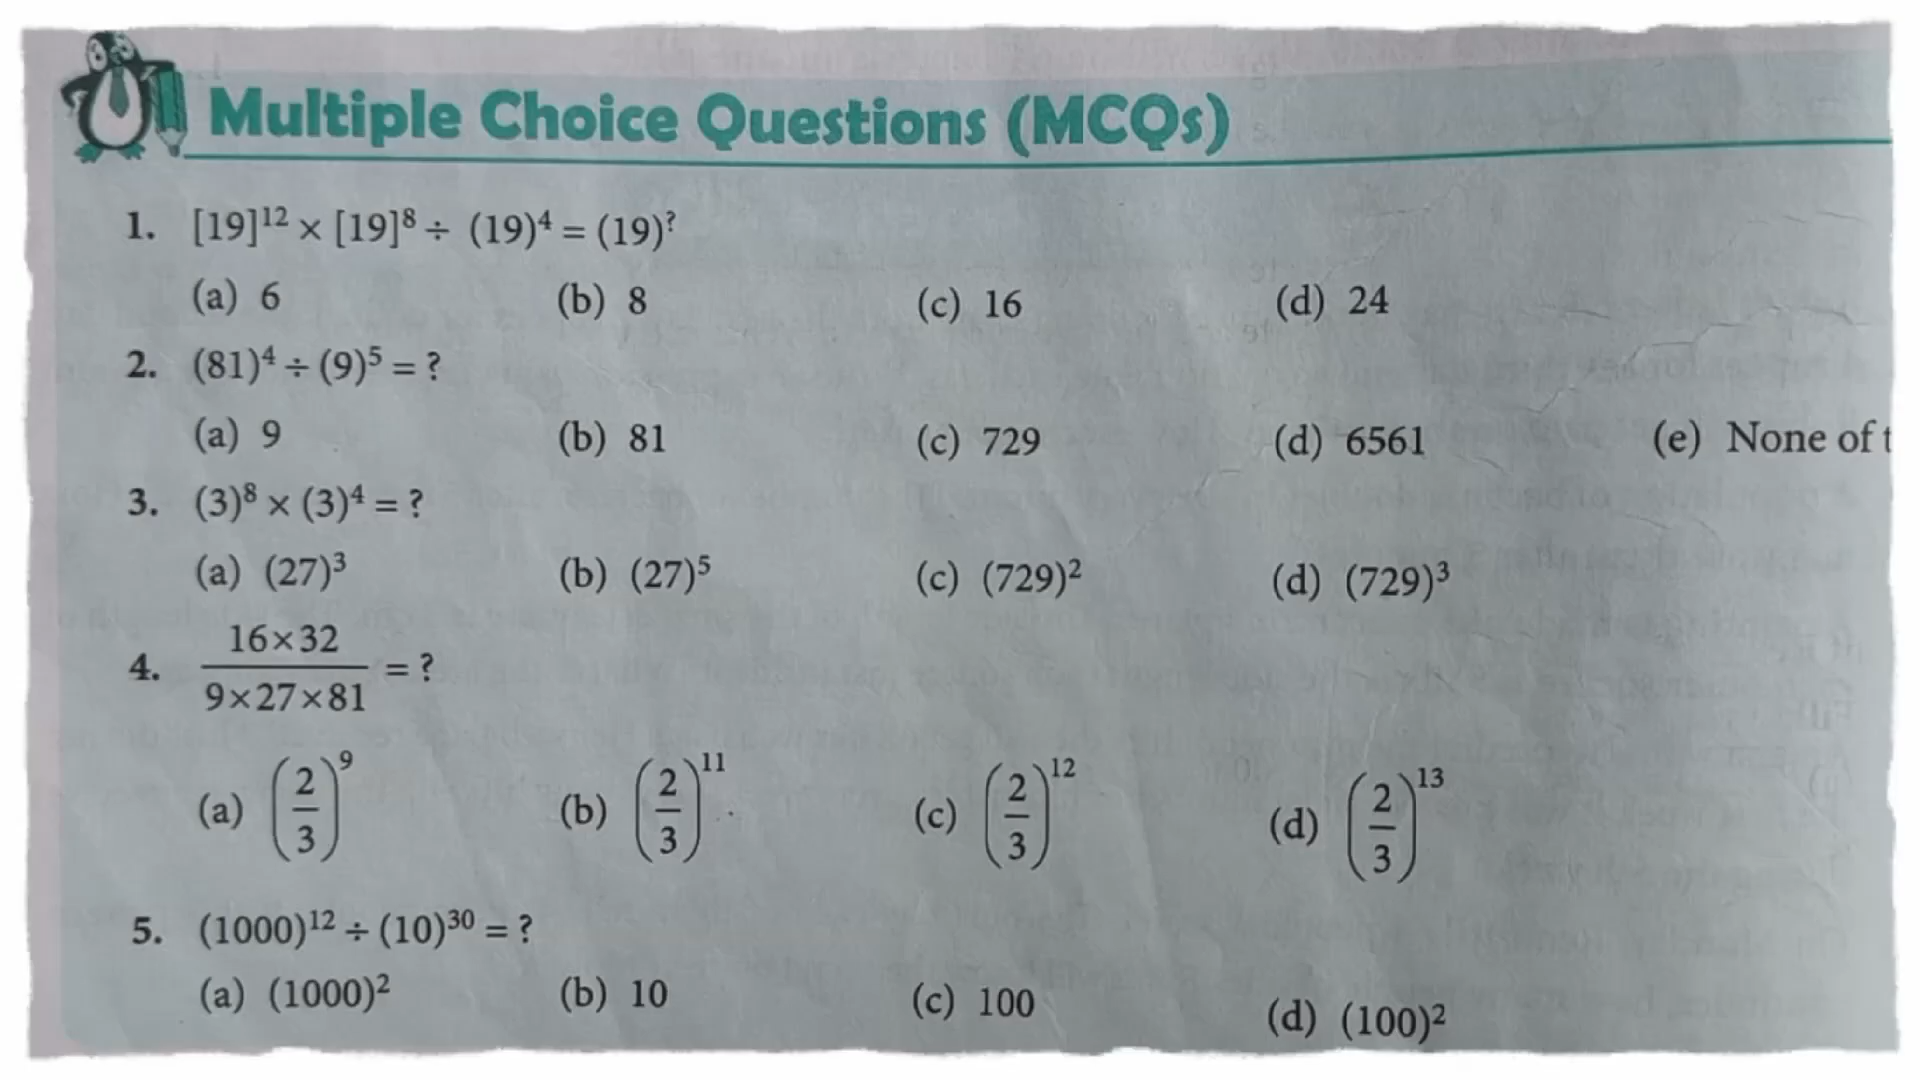 Multiple Choice Questions (MCQs)
1. [19]¹² × [19]⁸ ÷ (19)⁴ = (19)?
(a) 6 (b) 8 (c) 16 (d) 24
2. (81)⁴ ÷ (9)⁵ = ?
(a) 9 (b) 81 (c) 729 (d) 6561 (e) None of t
3. (3)⁸ × (3)⁴ = ?
(a) (27)³ (b) (27)⁵ (c) (729)² (d) (729)³
4. 16×32 / 9×27×81 = ?
(a) (2/3)⁹ (b) (2/3)¹¹ (c) (2/3)¹² (d) (2/3)¹³
5. (1000)¹² ÷ (10)³⁰ = ?
(a) (1000)² (b) 10 (c) 100 (d) (100)²